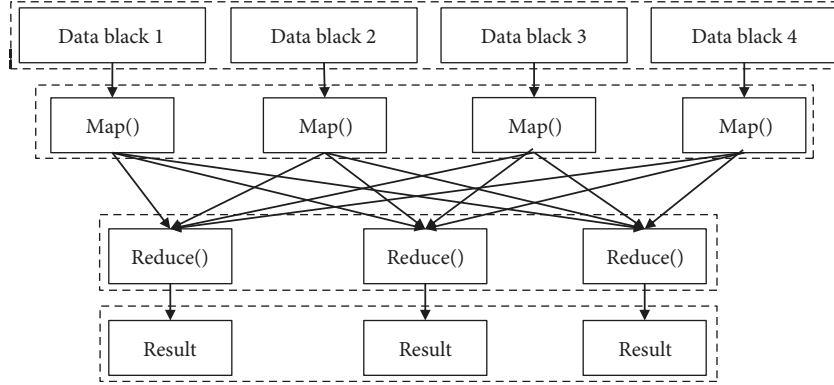 Data black 1
Data black 2
Data black 3
Data black 4
Map()
Map()
Map()
Map()
Reduce()
Reduce()
Reduce()
Result
Result
Result